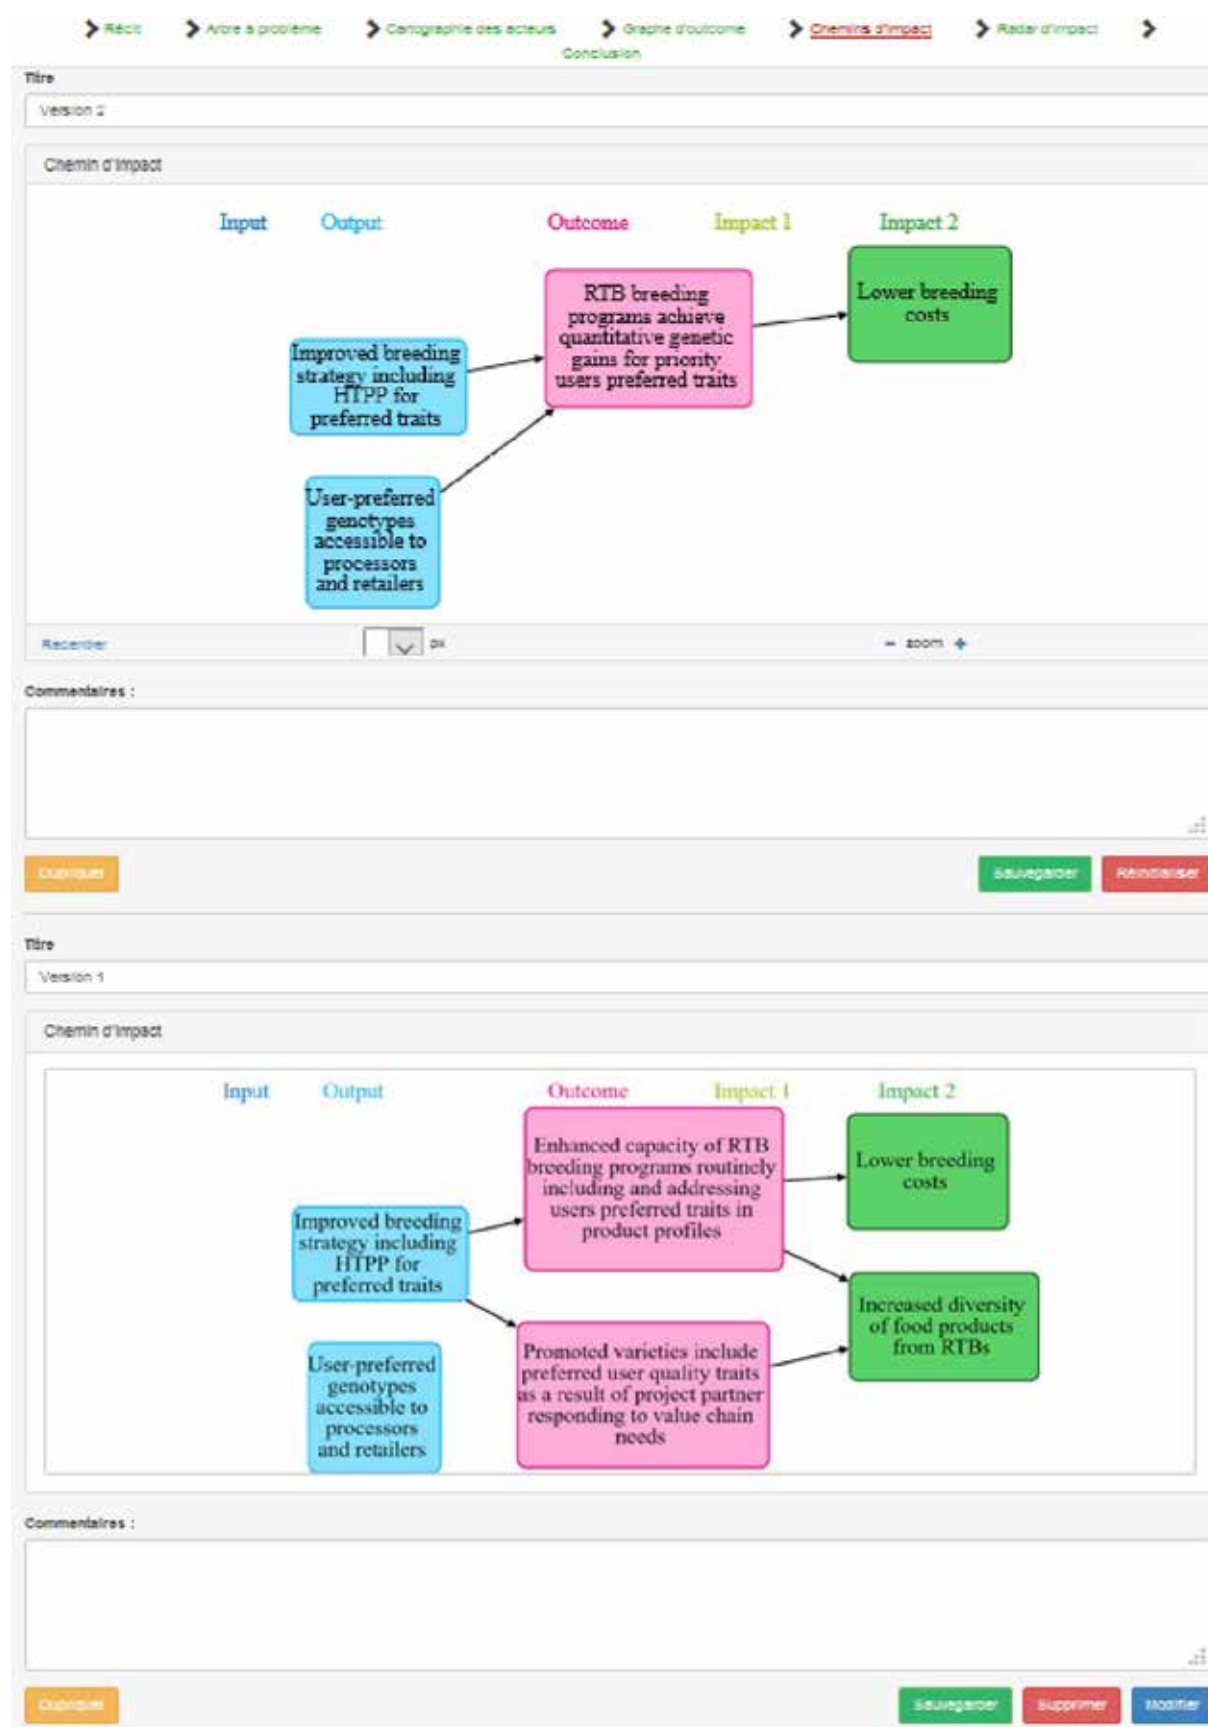 Récit Arbre à problème Cartographie des acteurs Graphe d'outcome Chemins d'impact Radar d'impact
Conclusion
Titre
Version 2
Chemin d'impact
Input Output Outcome Impact 1 Impact 2
RTB breeding
programs achieve
quantitative genetic
gains for priority
users preferred traits
Lower breeding
costs
Improved breeding
strategy including
HTPP for
preferred traits
User-preferred
genotypes
accessible to
processors
and retailers
Recentrer px - zoom +
Commentaires :
Dupliquer Sauvegarder Réinitialiser
Titre
Version 1
Chemin d'impact
Input Output Outcome Impact 1 Impact 2
Enhanced capacity of RTB
breeding programs routinely
including and addressing
users preferred traits in
product profiles
Lower breeding
costs
Improved breeding
strategy including
HTPP for
preferred traits
Increased diversity
of food products
from RTBs
Promoted varieties include
preferred user quality traits
as a result of project partner
responding to value chain
needs
User-preferred
genotypes
accessible to
processors
and retailers
Commentaires :
Dupliquer Sauvegarder Supprimer Modifier